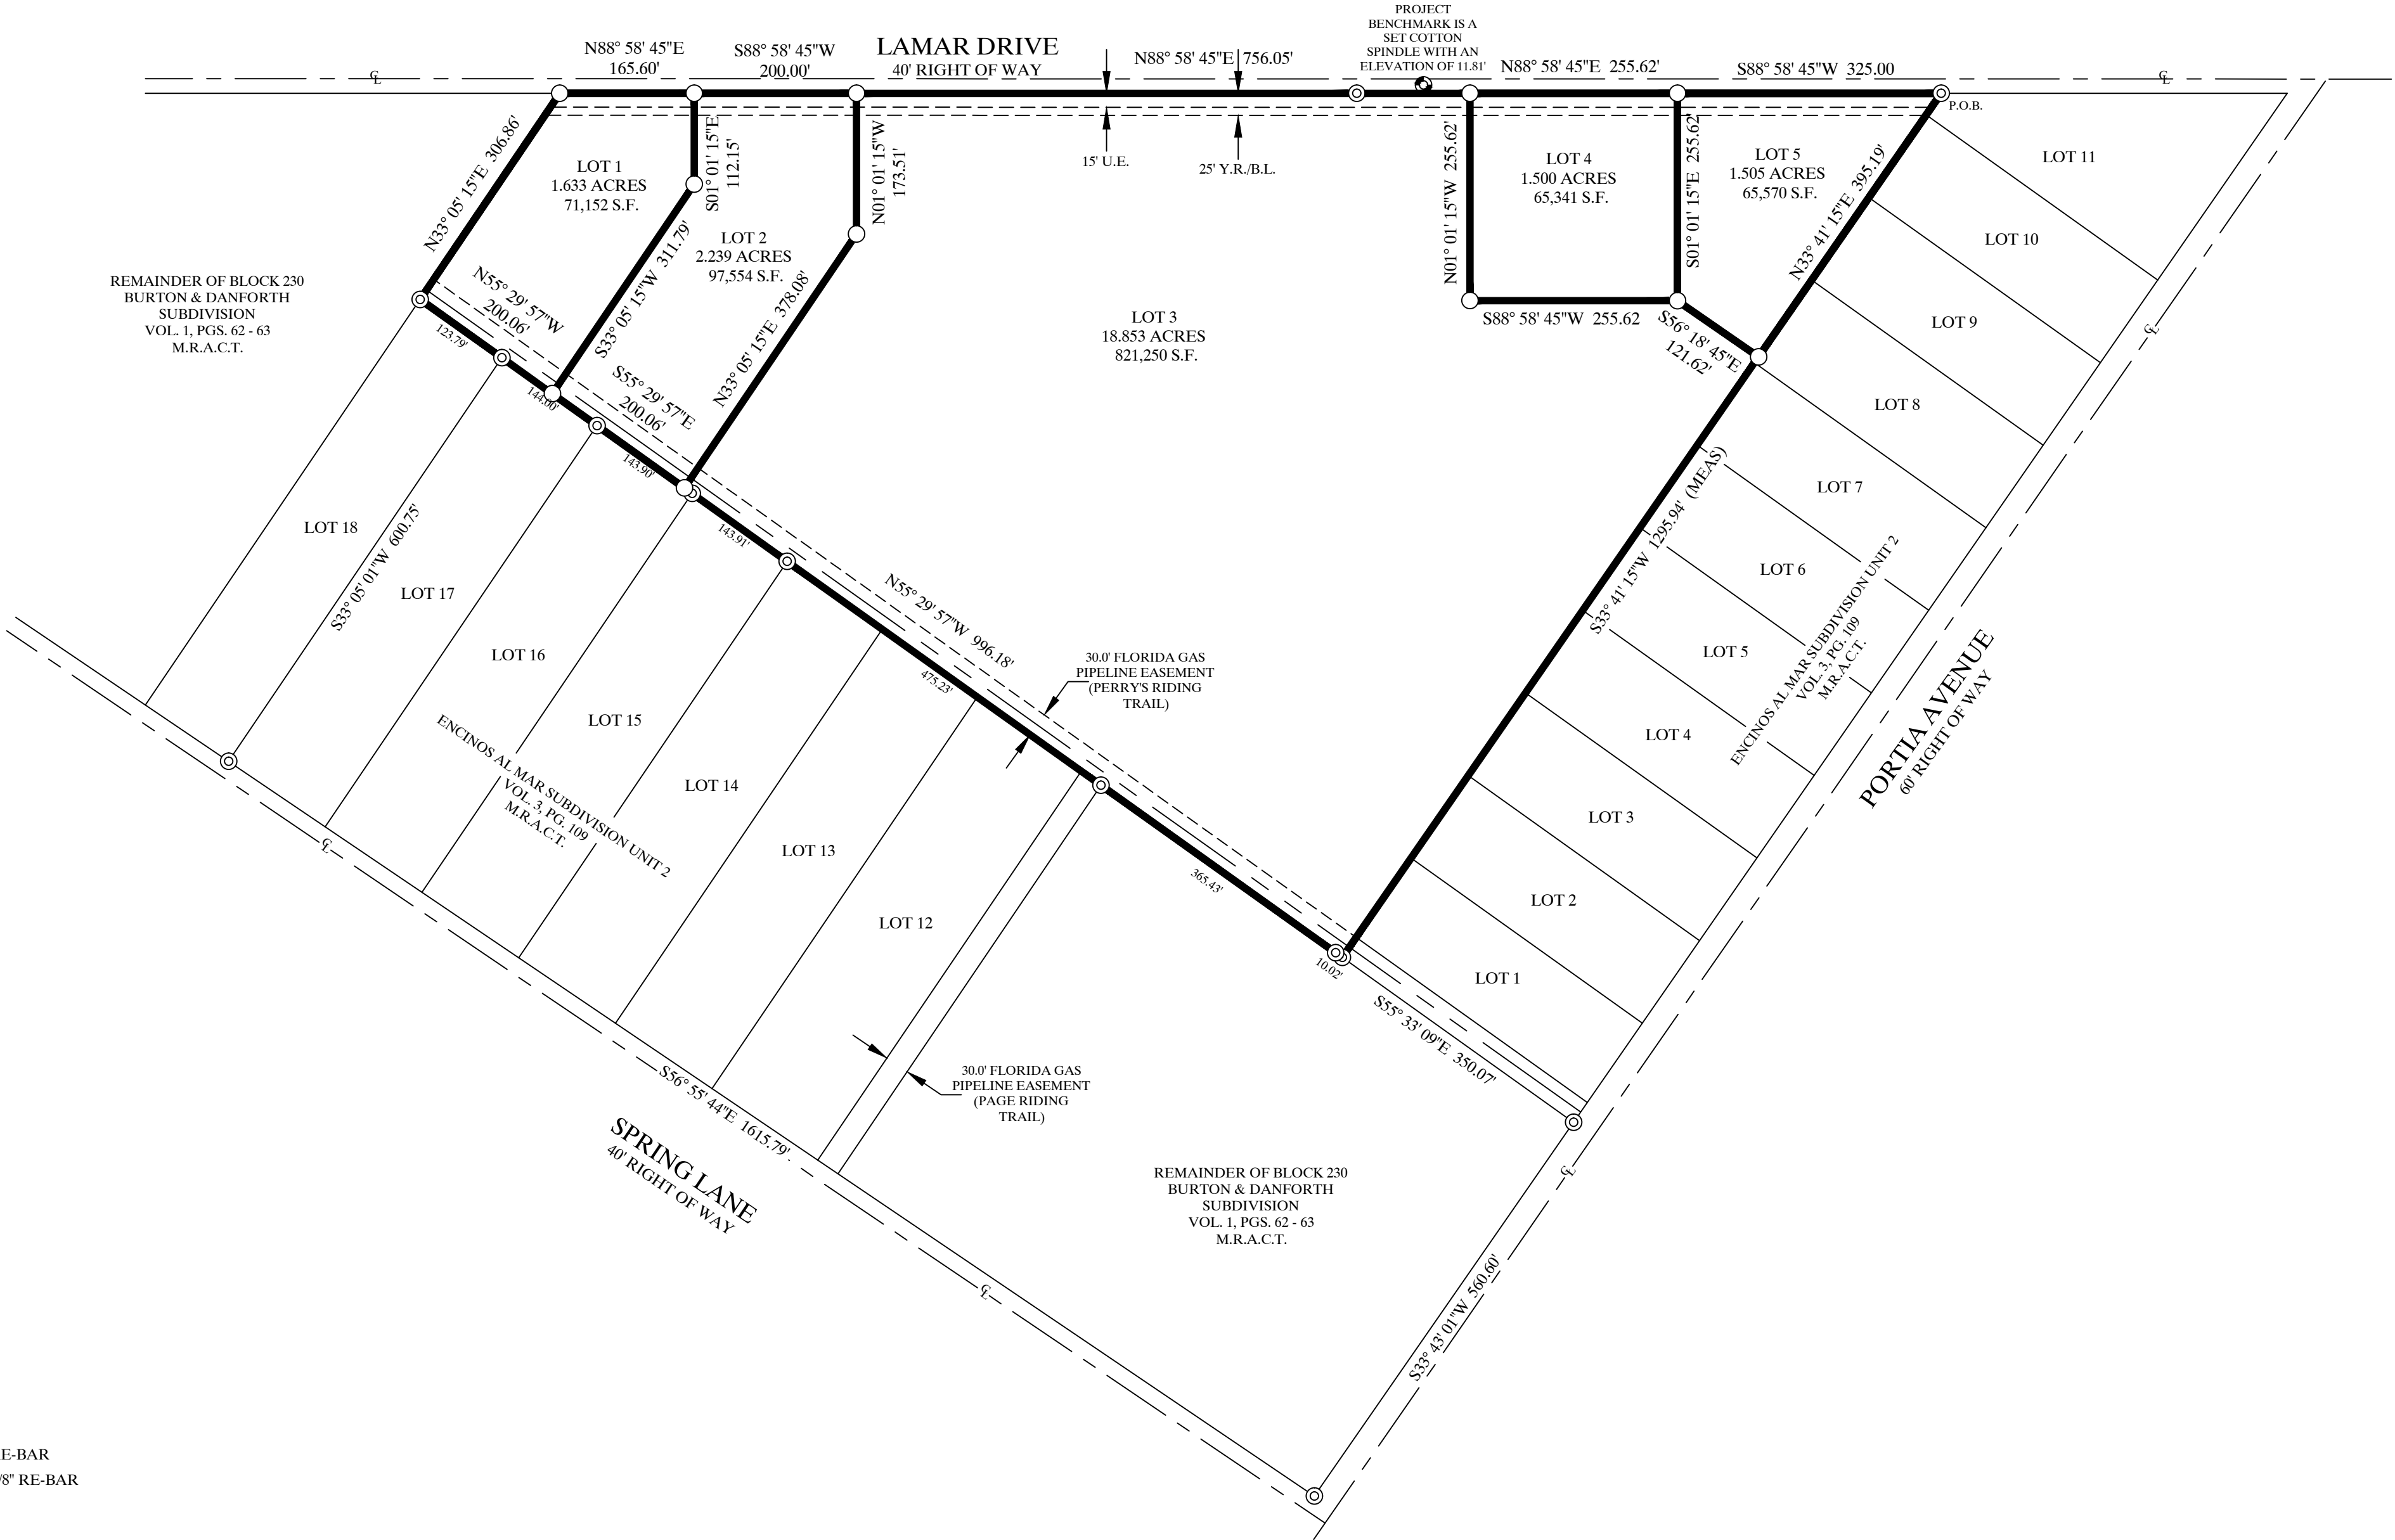 PROJECT
BENCHMARK IS A
SET COTTON
SPINDLE WITH AN
ELEVATION OF 11.81'
N88° 58' 45"E
165.60'
S88° 58' 45"W
200.00'
LAMAR DRIVE
40' RIGHT OF WAY
N88° 58' 45"E 756.05'
N88° 58' 45"E 255.62'
S88° 58' 45"W 325.00
P.O.B.
15' U.E.
25' Y.R./B.L.
N33° 05' 15"E 306.86'
LOT 1
1.633 ACRES
71,152 S.F.
S01° 01' 15"E
112.15'
N01° 01' 15"W
173.51'
LOT 2
2.239 ACRES
97,554 S.F.
S33° 05' 15"W 311.79'
N33° 05' 15"E 378.08'
N55° 29' 57"W
200.06'
S55° 29' 57"E
200.06'
LOT 3
18.853 ACRES
821,250 S.F.
N01° 01' 15"W 255.62'
LOT 4
1.500 ACRES
65,341 S.F.
S01° 01' 15"E 255.62'
S88° 58' 45"W 255.62
LOT 5
1.505 ACRES
65,570 S.F.
N33° 41' 15"E 395.19'
S56° 18' 45"E
121.62'
LOT 11
LOT 10
LOT 9
LOT 8
LOT 7
LOT 6
LOT 5
LOT 4
LOT 3
LOT 2
LOT 1
S33° 41' 15"W 1295.94' (MEAS)
ENCINOS AL MAR SUBDIVISION UNIT 2
VOL. 3, PG. 109
M.R.A.C.T.
PORTIA AVENUE
60' RIGHT OF WAY
REMAINDER OF BLOCK 230
BURTON & DANFORTH
SUBDIVISION
VOL. 1, PGS. 62 - 63
M.R.A.C.T.
123.79'
144.00'
143.90'
143.91'
475.23'
365.43'
10.02'
N55° 29' 57"W 996.18'
30.0' FLORIDA GAS
PIPELINE EASEMENT
(PERRY'S RIDING
TRAIL)
LOT 18
S33° 05' 01"W 600.75'
LOT 17
LOT 16
LOT 15
LOT 14
LOT 13
LOT 12
ENCINOS AL MAR SUBDIVISION UNIT 2
VOL. 3, PG. 109
M.R.A.C.T.
30.0' FLORIDA GAS
PIPELINE EASEMENT
(PAGE RIDING
TRAIL)
S55° 33' 09"E 350.07'
S56° 55' 44"E 1615.79'
SPRING LANE
40' RIGHT OF WAY
REMAINDER OF BLOCK 230
BURTON & DANFORTH
SUBDIVISION
VOL. 1, PGS. 62 - 63
M.R.A.C.T.
S33° 43' 01"W 560.60'
℄
℄
℄
℄
℄
℄
E-BAR
/8" RE-BAR